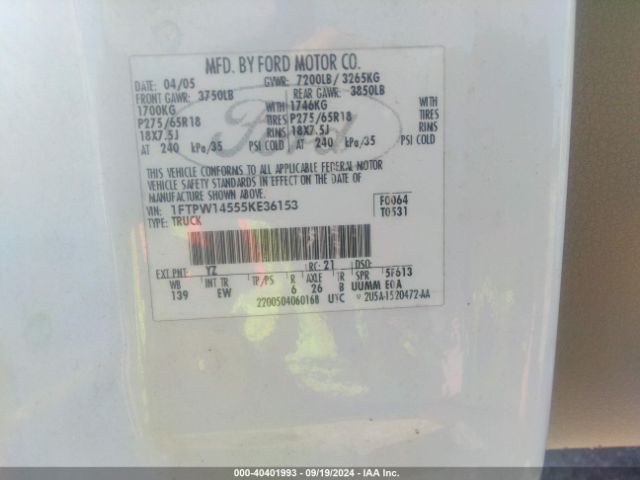 MFD. BY FORD MOTOR CO.
DATE: 04/05 GVWR: 7200LB / 3265KG
FRONT GAWR: 3750LB REAR GAWR: 3850LB
1700KG WITH 1746KG WITH
P275/65R18 TIRES P275/65R18 TIRES
18X7.5J RIMS 18X7.5J RIMS
AT 240 kPa/35 PSI COLD AT 240 kPa/35 PSI COLD
THIS VEHICLE CONFORMS TO ALL APPLICABLE FEDERAL MOTOR
VEHICLE SAFETY STANDARDS IN EFFECT ON THE DATE OF
MANUFACTURE SHOWN ABOVE.
VIN: 1FTPW14555KE36153 F0064
TYPE: TRUCK T0531
EXT PNT: YZ RC: 21 DSO:
WB INT TR TP/PS R AXLE TR SPR 5F613
139 EW 6 26 B UUMM E0A
2200504060168 UYC 2U5A-1520472-AA
Ford
000-40401993 - 09/19/2024 - IAA Inc.